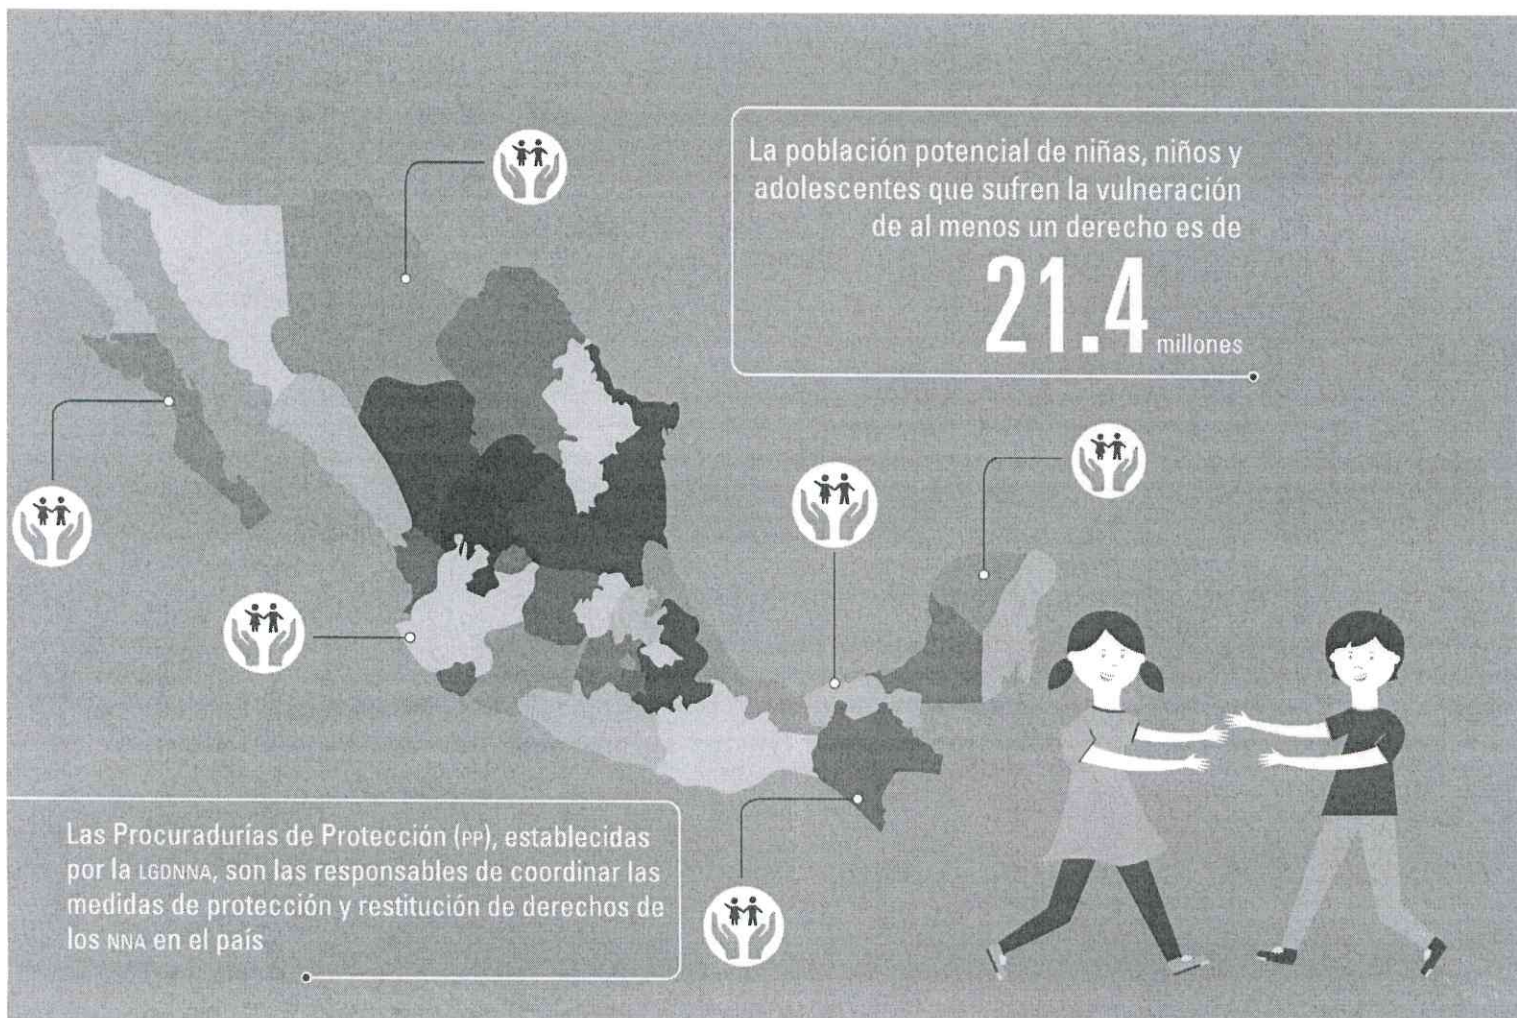 La población potencial de niñas, niños y
adolescentes que sufren la vulneración
de al menos un derecho es de
21.4 millones
Las Procuradurías de Protección (PP), establecidas
por la LGDNNA, son las responsables de coordinar las
medidas de protección y restitución de derechos de
los NNA en el país